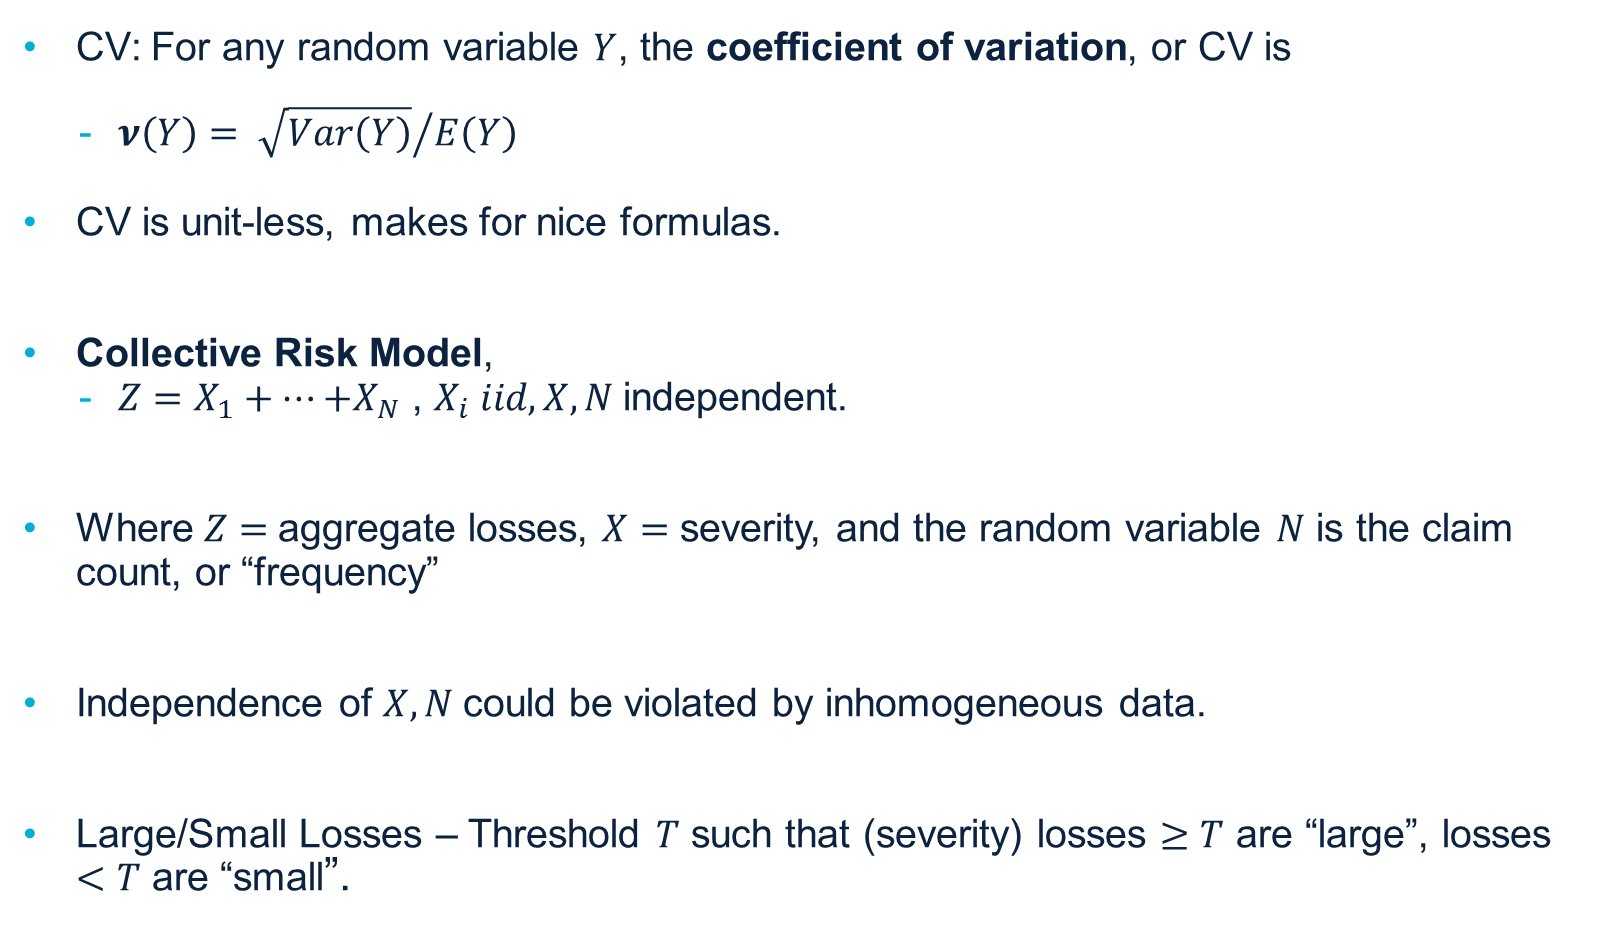 • CV: For any random variable 𝑌, the coefficient of variation, or CV is
- 𝝂(𝑌) = √𝑉𝑎𝑟(𝑌)/𝐸(𝑌)
• CV is unit-less, makes for nice formulas.
• Collective Risk Model,
- 𝑍 = 𝑋₁ + ⋯ +𝑋_𝑁 , 𝑋ᵢ 𝑖𝑖𝑑, 𝑋, 𝑁 independent.
• Where 𝑍 = aggregate losses, 𝑋 = severity, and the random variable 𝑁 is the claim
count, or “frequency”
• Independence of 𝑋, 𝑁 could be violated by inhomogeneous data.
• Large/Small Losses – Threshold 𝑇 such that (severity) losses ≥ 𝑇 are “large”, losses
< 𝑇 are “small”.